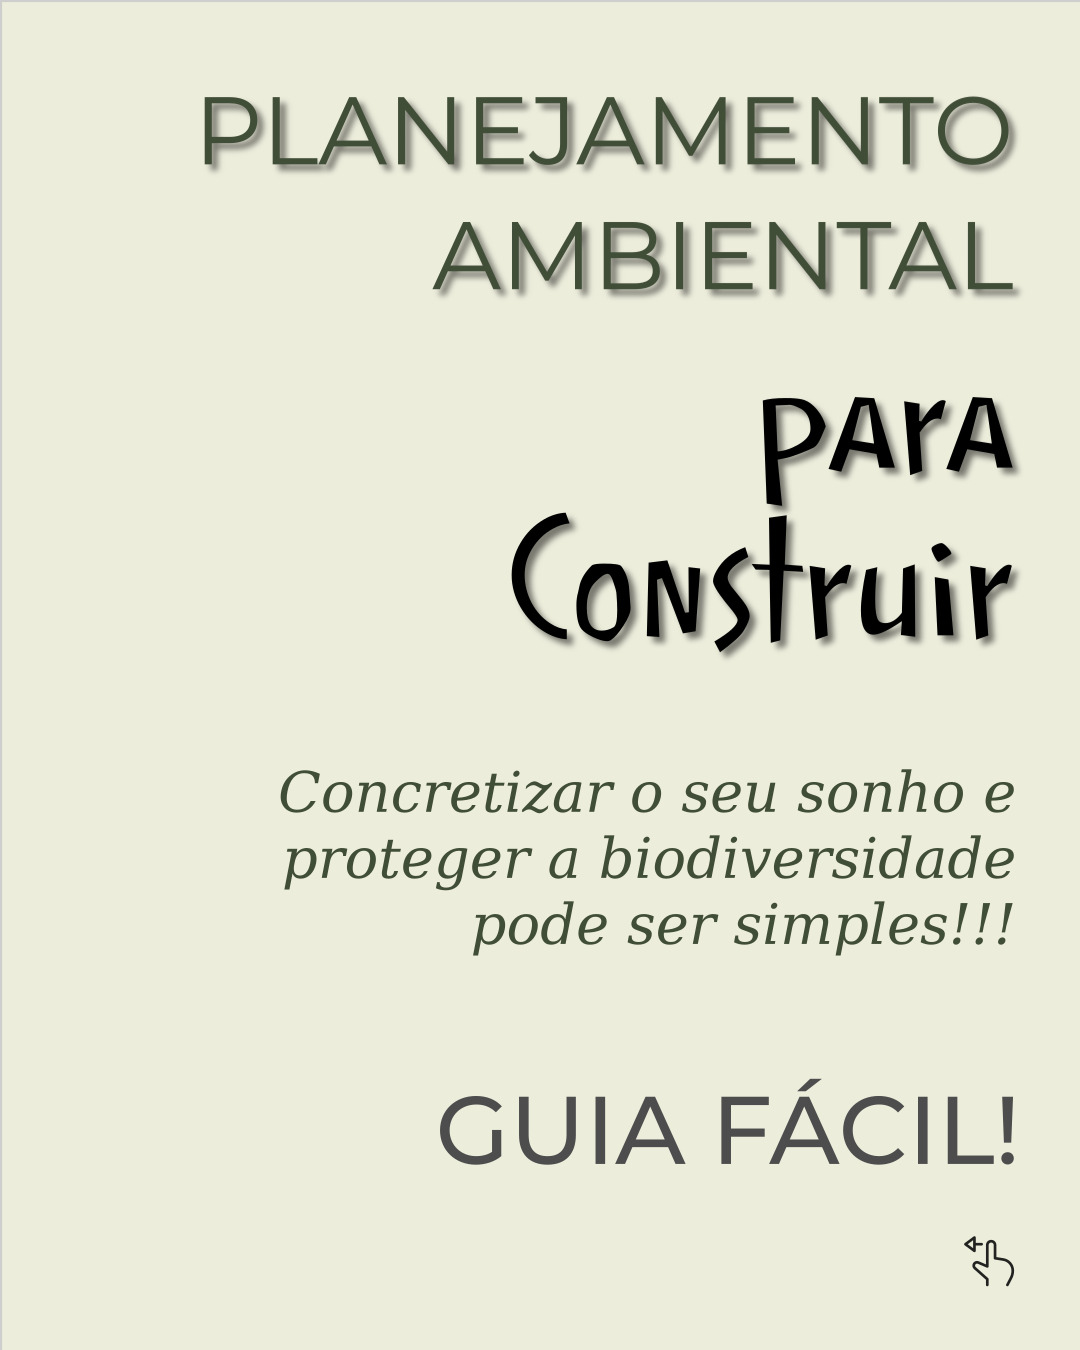 PLANEJAMENTO
AMBIENTAL
para
Construir
Concretizar o seu sonho e
proteger a biodiversidade
pode ser simples!!!
GUIA FÁCIL!